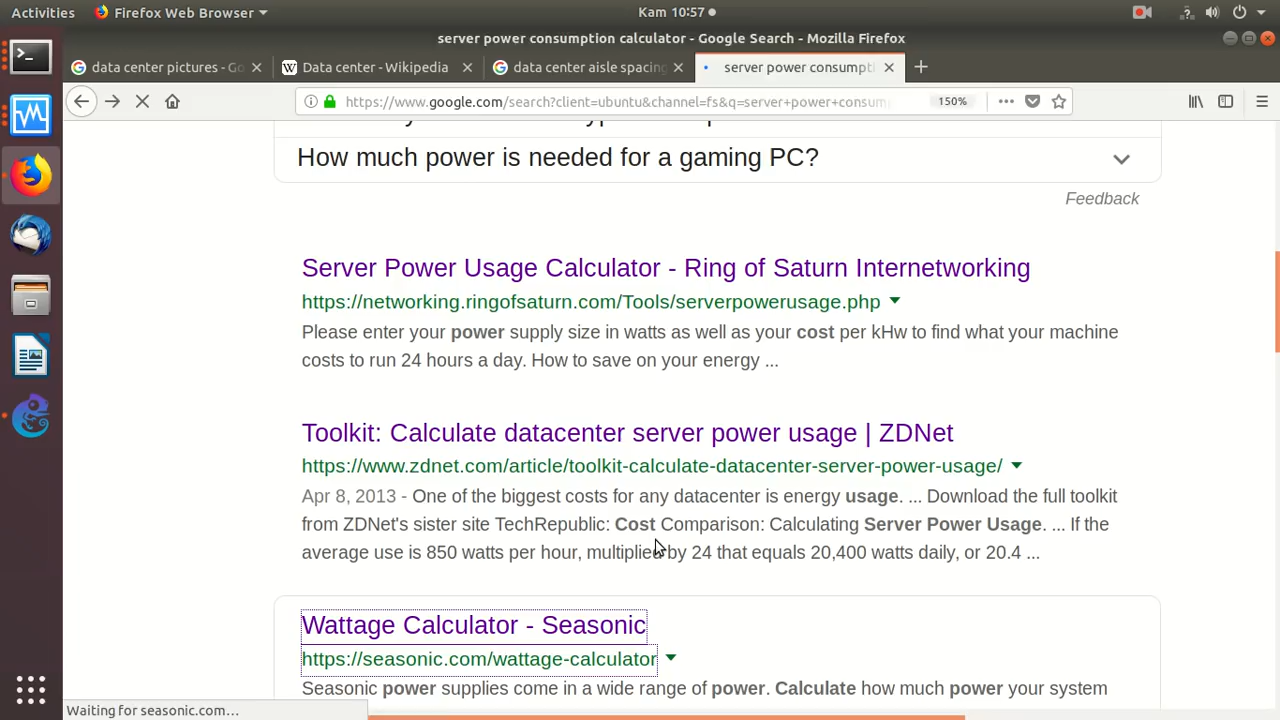 Activities Firefox Web Browser Kam 10:57
server power consumption calculator - Google Search - Mozilla Firefox
data center pictures - Go Data center - Wikipedia data center aisle spacing server power consumpt
https://www.google.com/search?client=ubuntu&channel=fs&q=server+power+consum 150%
How much power is needed for a gaming PC?
Feedback
Server Power Usage Calculator - Ring of Saturn Internetworking
https://networking.ringofsaturn.com/Tools/serverpowerusage.php
Please enter your power supply size in watts as well as your cost per kHw to find what your machine
costs to run 24 hours a day. How to save on your energy ...
Toolkit: Calculate datacenter server power usage | ZDNet
https://www.zdnet.com/article/toolkit-calculate-datacenter-server-power-usage/
Apr 8, 2013 - One of the biggest costs for any datacenter is energy usage. ... Download the full toolkit
from ZDNet's sister site TechRepublic: Cost Comparison: Calculating Server Power Usage. ... If the
average use is 850 watts per hour, multiplied by 24 that equals 20,400 watts daily, or 20.4 ...
Wattage Calculator - Seasonic
https://seasonic.com/wattage-calculator
Seasonic power supplies come in a wide range of power. Calculate how much power your system
Waiting for seasonic.com…